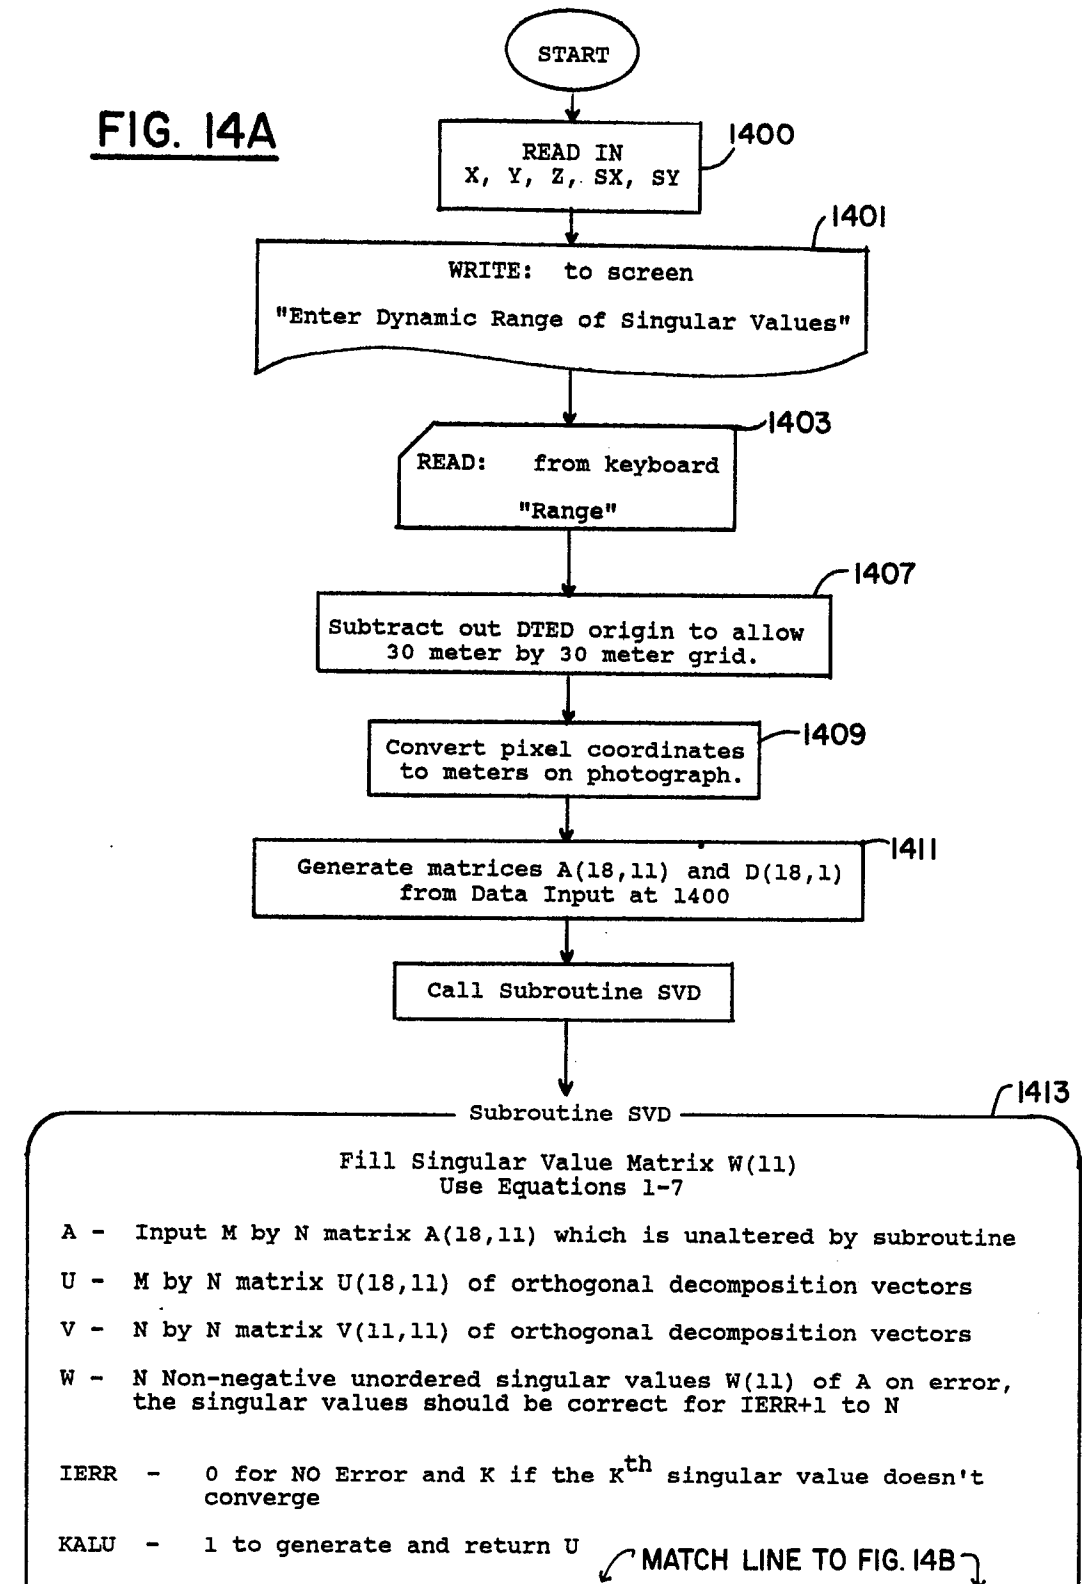 START
FIG. 14A
1400
READ IN
X, Y, Z, SX, SY
1401
WRITE: to screen
"Enter Dynamic Range of Singular Values"
1403
READ: from keyboard
"Range"
1407
Subtract out DTED origin to allow
30 meter by 30 meter grid.
1409
Convert pixel coordinates
to meters on photograph.
1411
Generate matrices A(18,11) and D(18,1)
from Data Input at 1400
Call Subroutine SVD
1413
Subroutine SVD
Fill Singular Value Matrix W(11)
Use Equations 1-7
A - Input M by N matrix A(18,11) which is unaltered by subroutine
U - M by N matrix U(18,11) of orthogonal decomposition vectors
V - N by N matrix V(11,11) of orthogonal decomposition vectors
W - N Non-negative unordered singular values W(11) of A on error,
the singular values should be correct for IERR+1 to N
IERR - 0 for NO Error and K if the Kth singular value doesn't
converge
KALU - 1 to generate and return U
MATCH LINE TO FIG. 14B